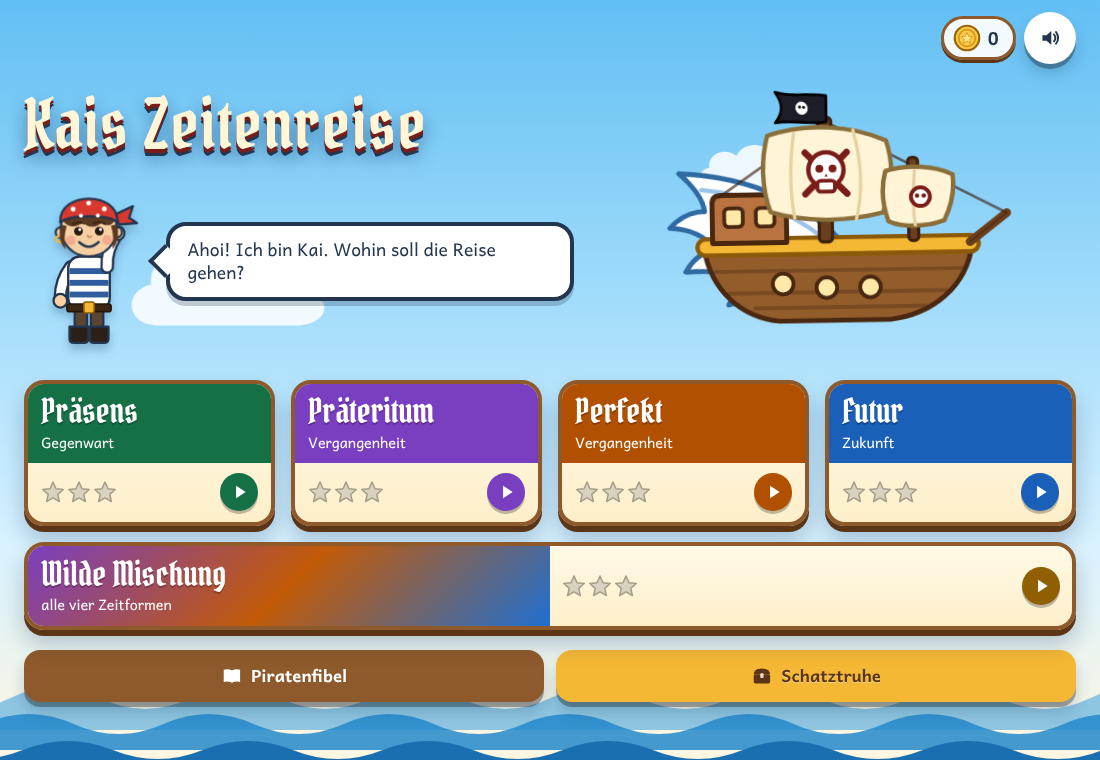 0
Kais Zeitenreise
Ahoi! Ich bin Kai. Wohin soll die Reise
gehen?
Präsens
Gegenwart
Präteritum
Vergangenheit
Perfekt
Vergangenheit
Futur
Zukunft
Wilde Mischung
alle vier Zeitformen
Piratenfibel
Schatztruhe